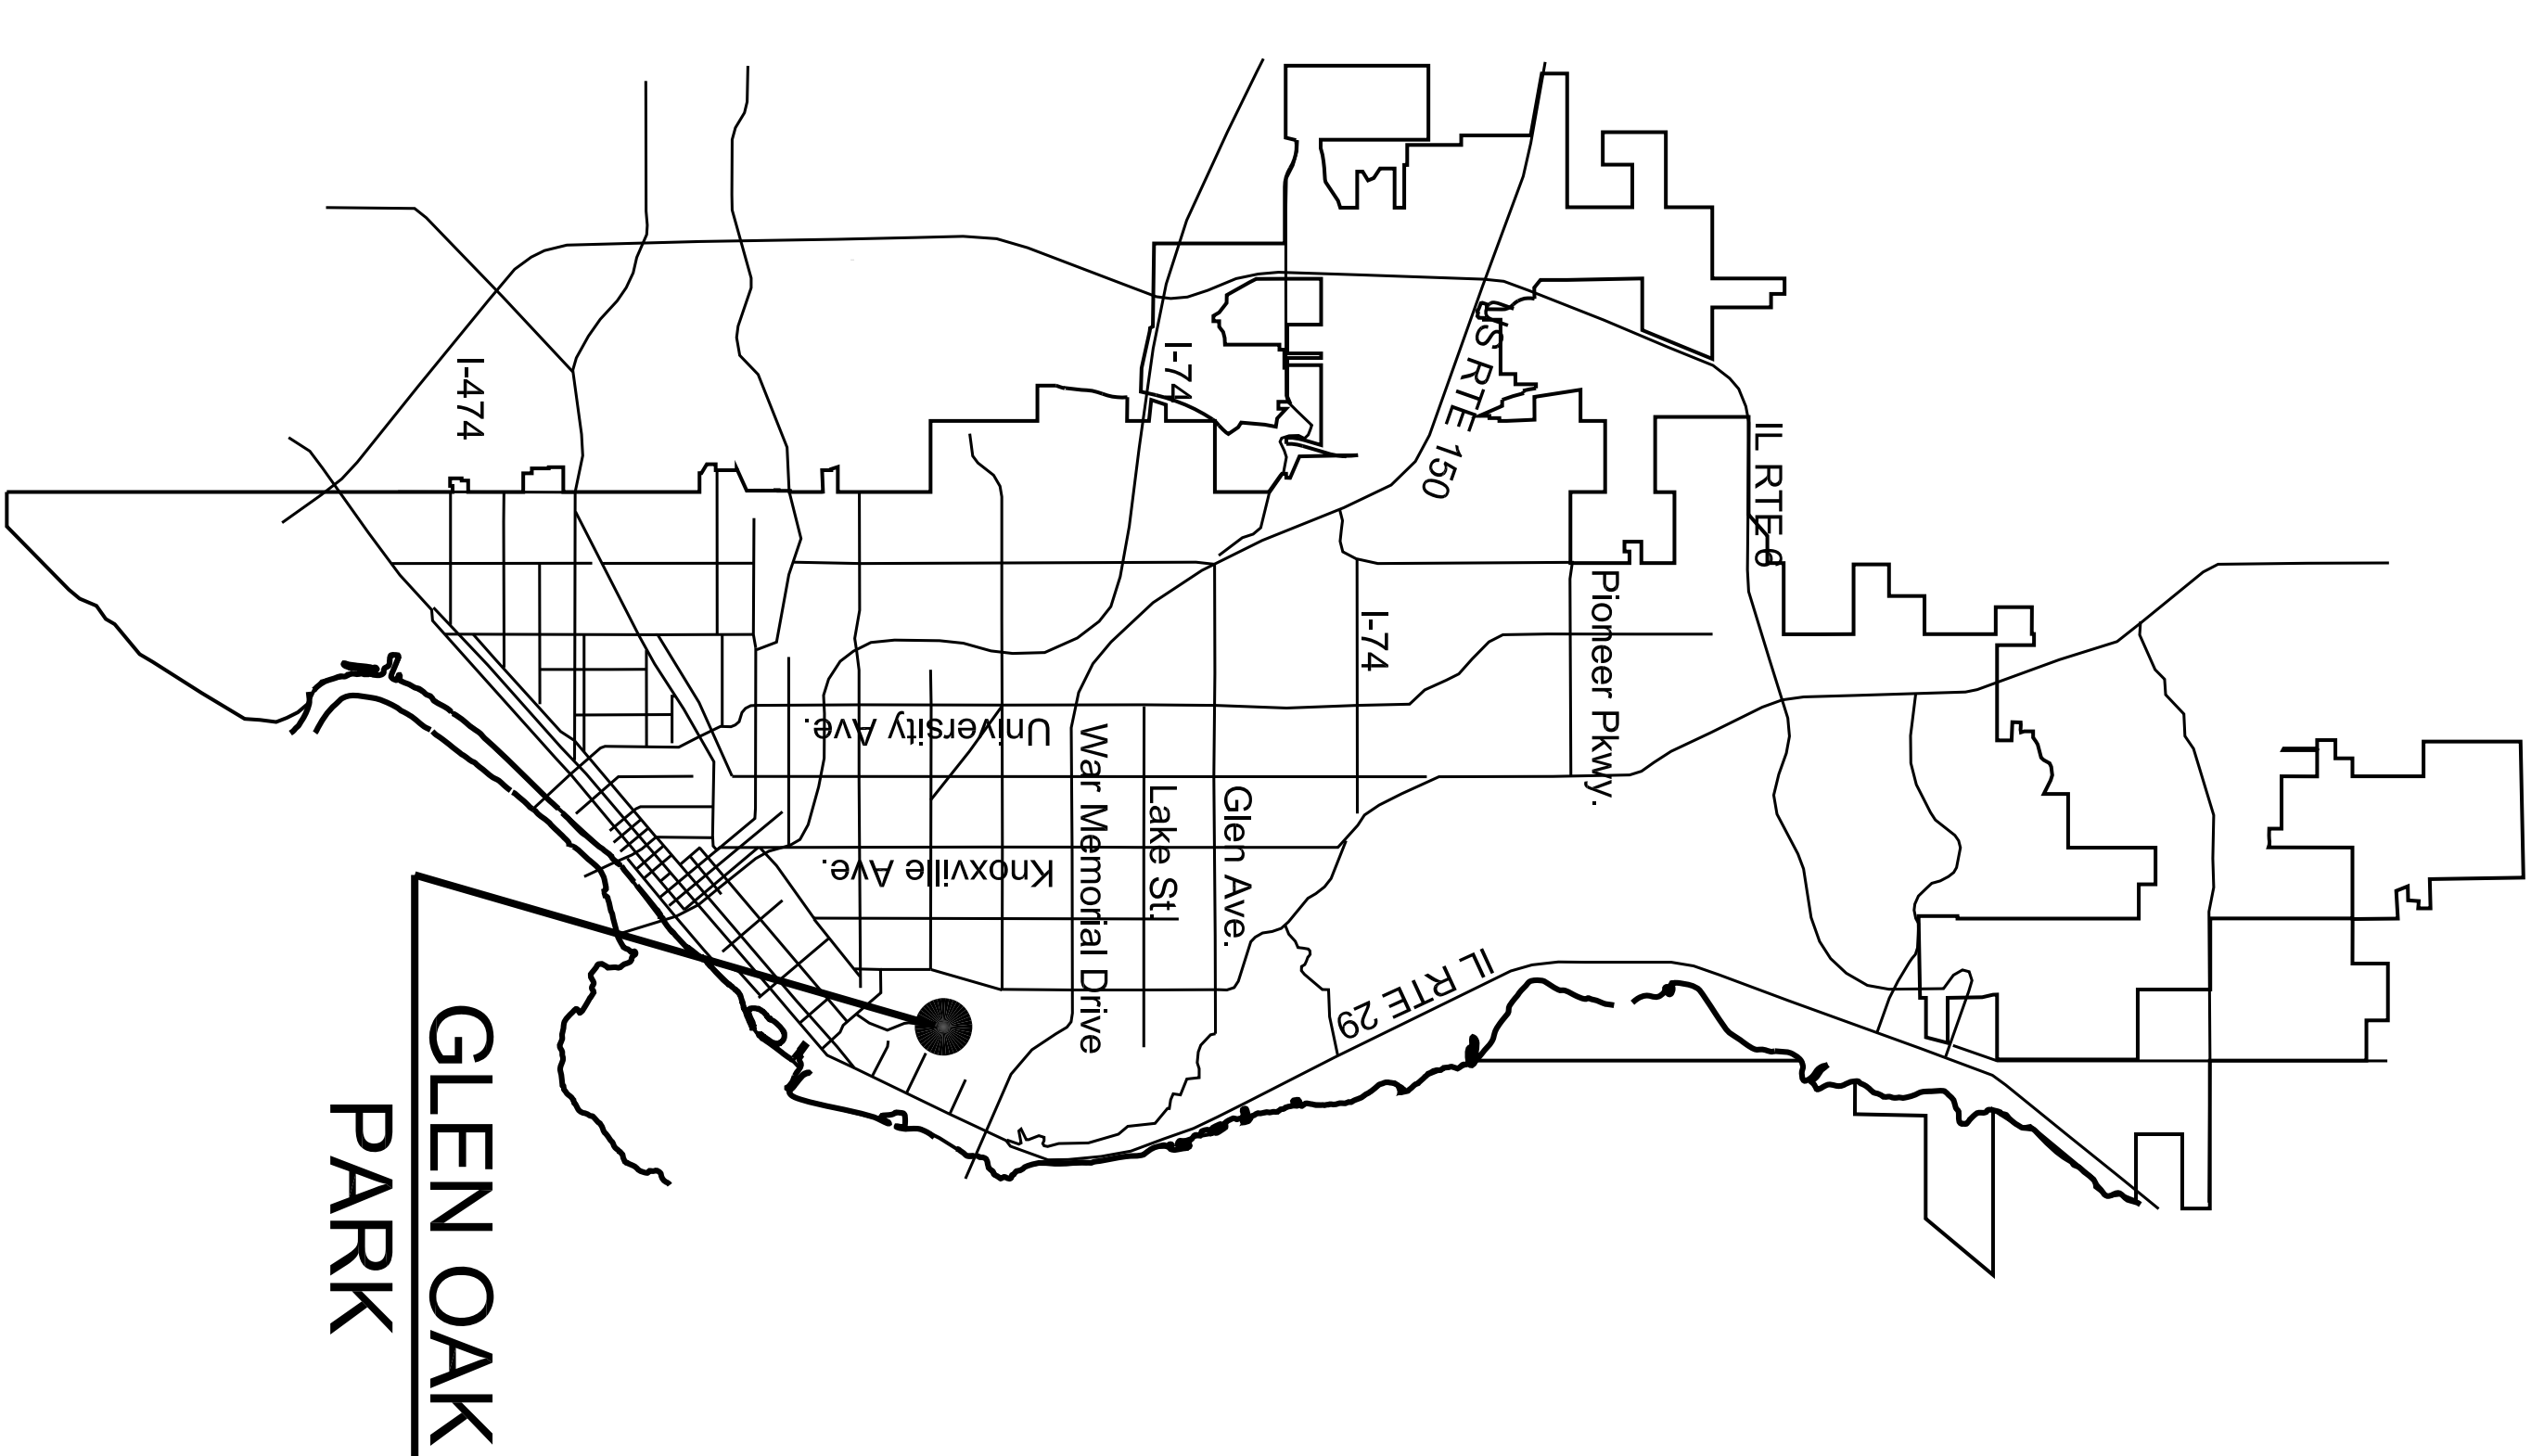 IL RTE 6
Pioneer Pkwy.
US RTE 150
IL RTE 29
I-74
Glen Ave.
I-74
Lake St.
War Memorial Drive
University Ave.
Knoxville Ave.
I-474
GLEN OAK
PARK